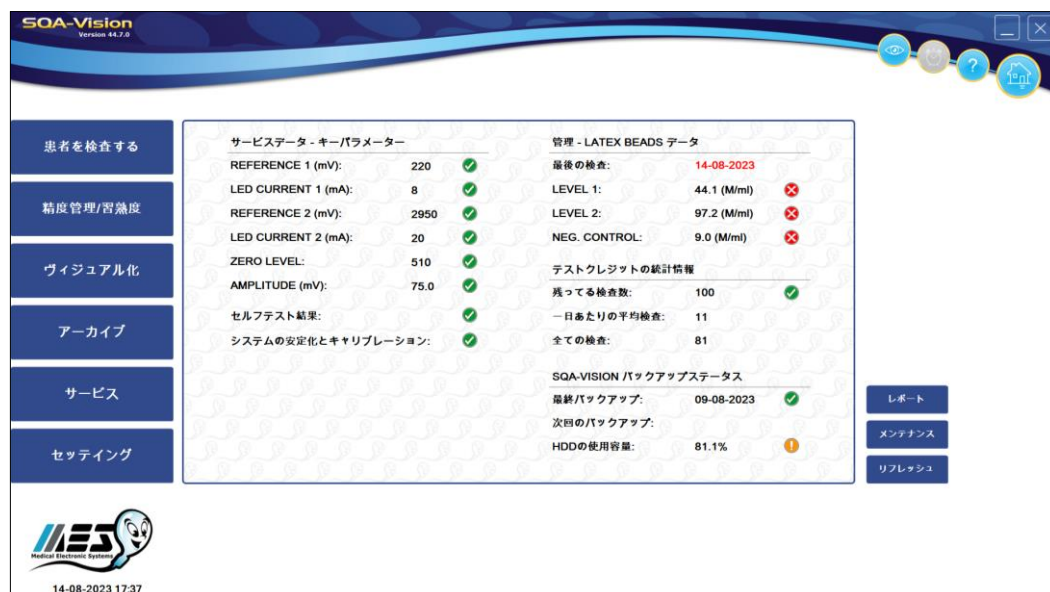 SQA-Vision
Version 44.7.0
?
患者を検査する
精度管理/習熟度
ヴィジュアル化
アーカイブ
サービス
セッティング
サービスデータ - キーパラメーター
REFERENCE 1 (mV): 220
LED CURRENT 1 (mA): 8
REFERENCE 2 (mV): 2950
LED CURRENT 2 (mA): 20
ZERO LEVEL: 510
AMPLITUDE (mV): 75.0
セルフテスト結果:
システムの安定化とキャリブレーション:
管理 - LATEX BEADS データ
最後の検査: 14-08-2023
LEVEL 1: 44.1 (M/ml)
LEVEL 2: 97.2 (M/ml)
NEG. CONTROL: 9.0 (M/ml)
テストクレジットの統計情報
残ってる検査数: 100
一日あたりの平均検査: 11
全ての検査: 81
SQA-VISION バックアップステータス
最終バックアップ: 09-08-2023
次回のバックアップ:
HDDの使用容量: 81.1%
レポート
メンテナンス
リフレッシュ
MES
Medical Electronic Systems
14-08-2023 17:37